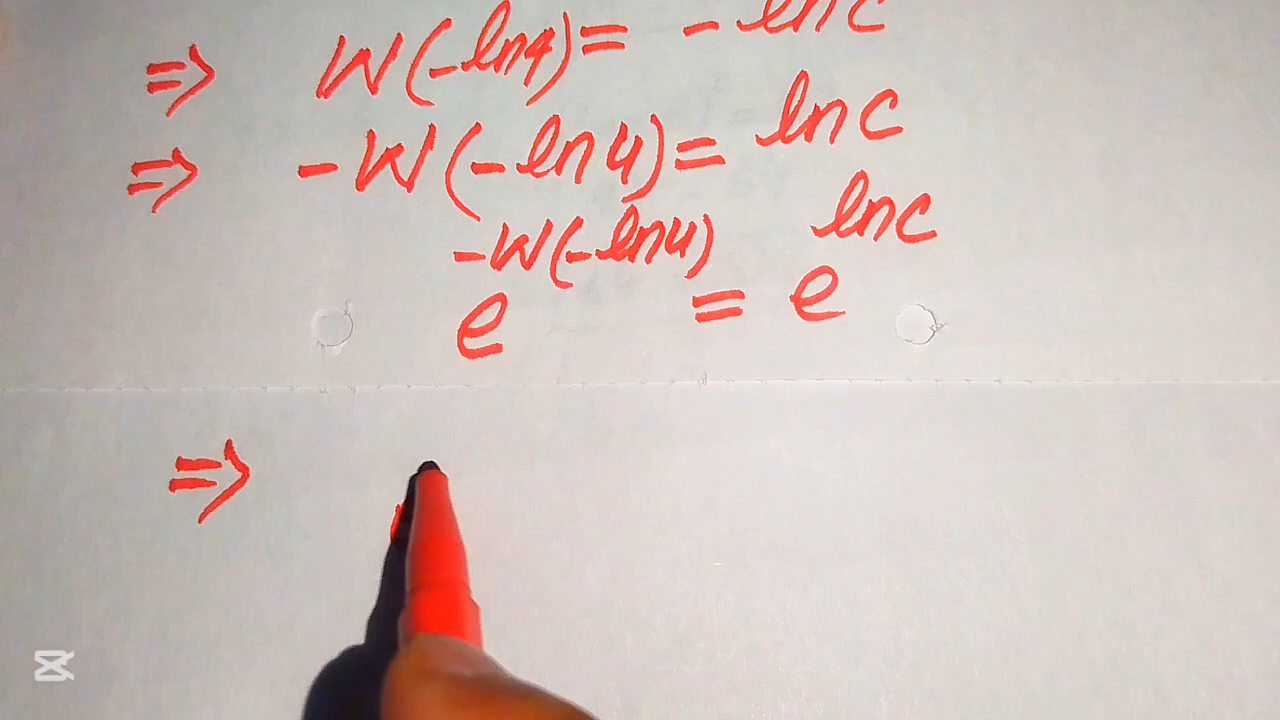 ⇒ W(-ln4) = -lnc
⇒ -W(-ln4) = lnc
e^{-W(-ln4)} = e^{lnc}
⇒